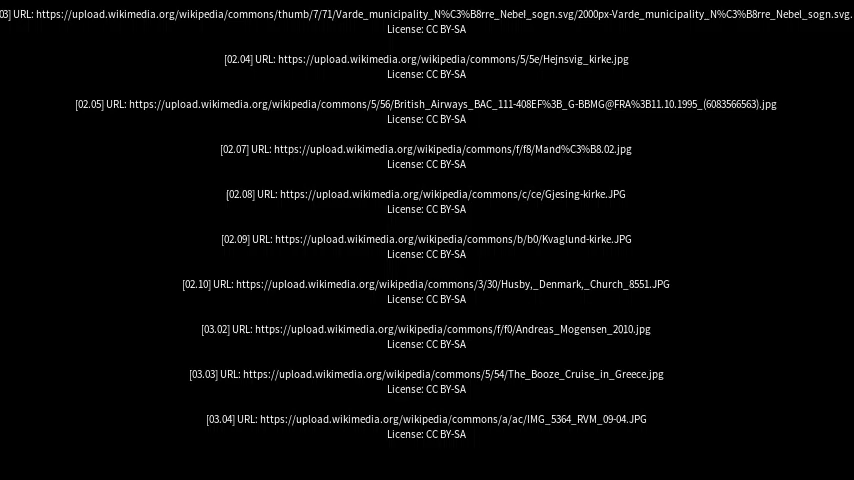 03] URL: https://upload.wikimedia.org/wikipedia/commons/thumb/7/71/Varde_municipality_N%C3%B8rre_Nebel_sogn.svg/2000px-Varde_municipality_N%C3%B8rre_Nebel_sogn.svg.
License: CC BY-SA
[02.04] URL: https://upload.wikimedia.org/wikipedia/commons/5/5e/Hejnsvig_kirke.jpg
License: CC BY-SA
[02.05] URL: https://upload.wikimedia.org/wikipedia/commons/5/56/British_Airways_BAC_111-408EF%3B_G-BBMG@FRA%3B11.10.1995_(6083566563).jpg
License: CC BY-SA
[02.07] URL: https://upload.wikimedia.org/wikipedia/commons/f/f8/Mand%C3%B8.02.jpg
License: CC BY-SA
[02.08] URL: https://upload.wikimedia.org/wikipedia/commons/c/ce/Gjesing-kirke.JPG
License: CC BY-SA
[02.09] URL: https://upload.wikimedia.org/wikipedia/commons/b/b0/Kvaglund-kirke.JPG
License: CC BY-SA
[02.10] URL: https://upload.wikimedia.org/wikipedia/commons/3/30/Husby,_Denmark,_Church_8551.JPG
License: CC BY-SA
[03.02] URL: https://upload.wikimedia.org/wikipedia/commons/f/f0/Andreas_Mogensen_2010.jpg
License: CC BY-SA
[03.03] URL: https://upload.wikimedia.org/wikipedia/commons/5/54/The_Booze_Cruise_in_Greece.jpg
License: CC BY-SA
[03.04] URL: https://upload.wikimedia.org/wikipedia/commons/a/ac/IMG_5364_RVM_09-04.JPG
License: CC BY-SA